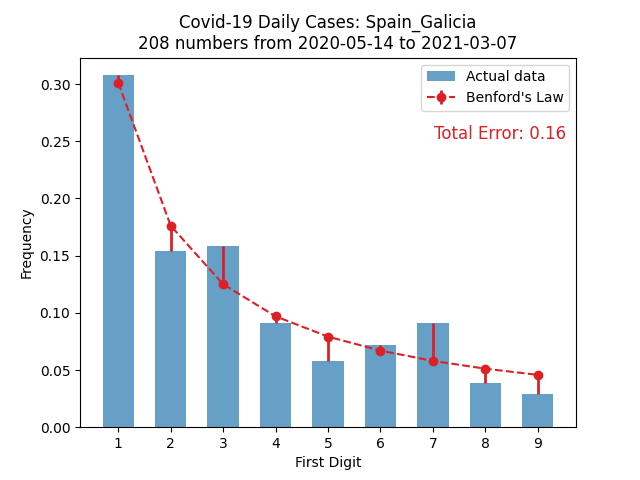 Covid-19 Daily Cases: Spain_Galicia
208 numbers from 2020-05-14 to 2021-03-07
Actual data
Benford's Law
Total Error: 0.16
Frequency
0.30
0.25
0.20
0.15
0.10
0.05
0.00
1 2 3 4 5 6 7 8 9
First Digit